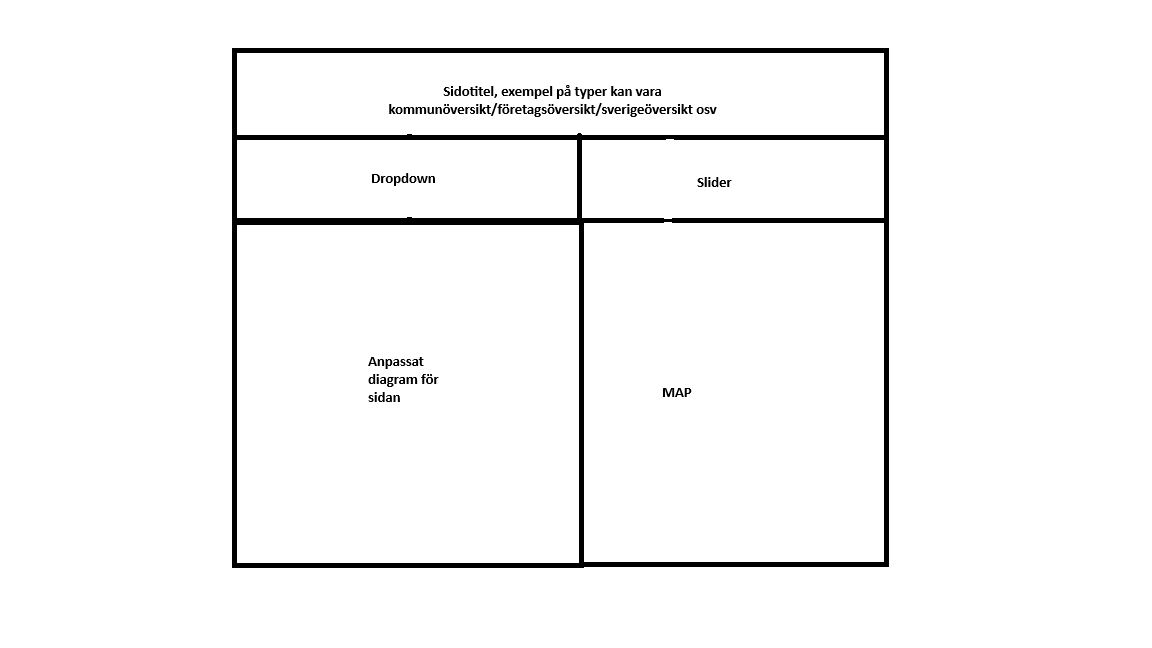 Sidotitel, exempel på typer kan vara
kommunöversikt/företagsöversikt/sverigeöversikt osv
Dropdown
Slider
Anpassat
diagram för
sidan
MAP